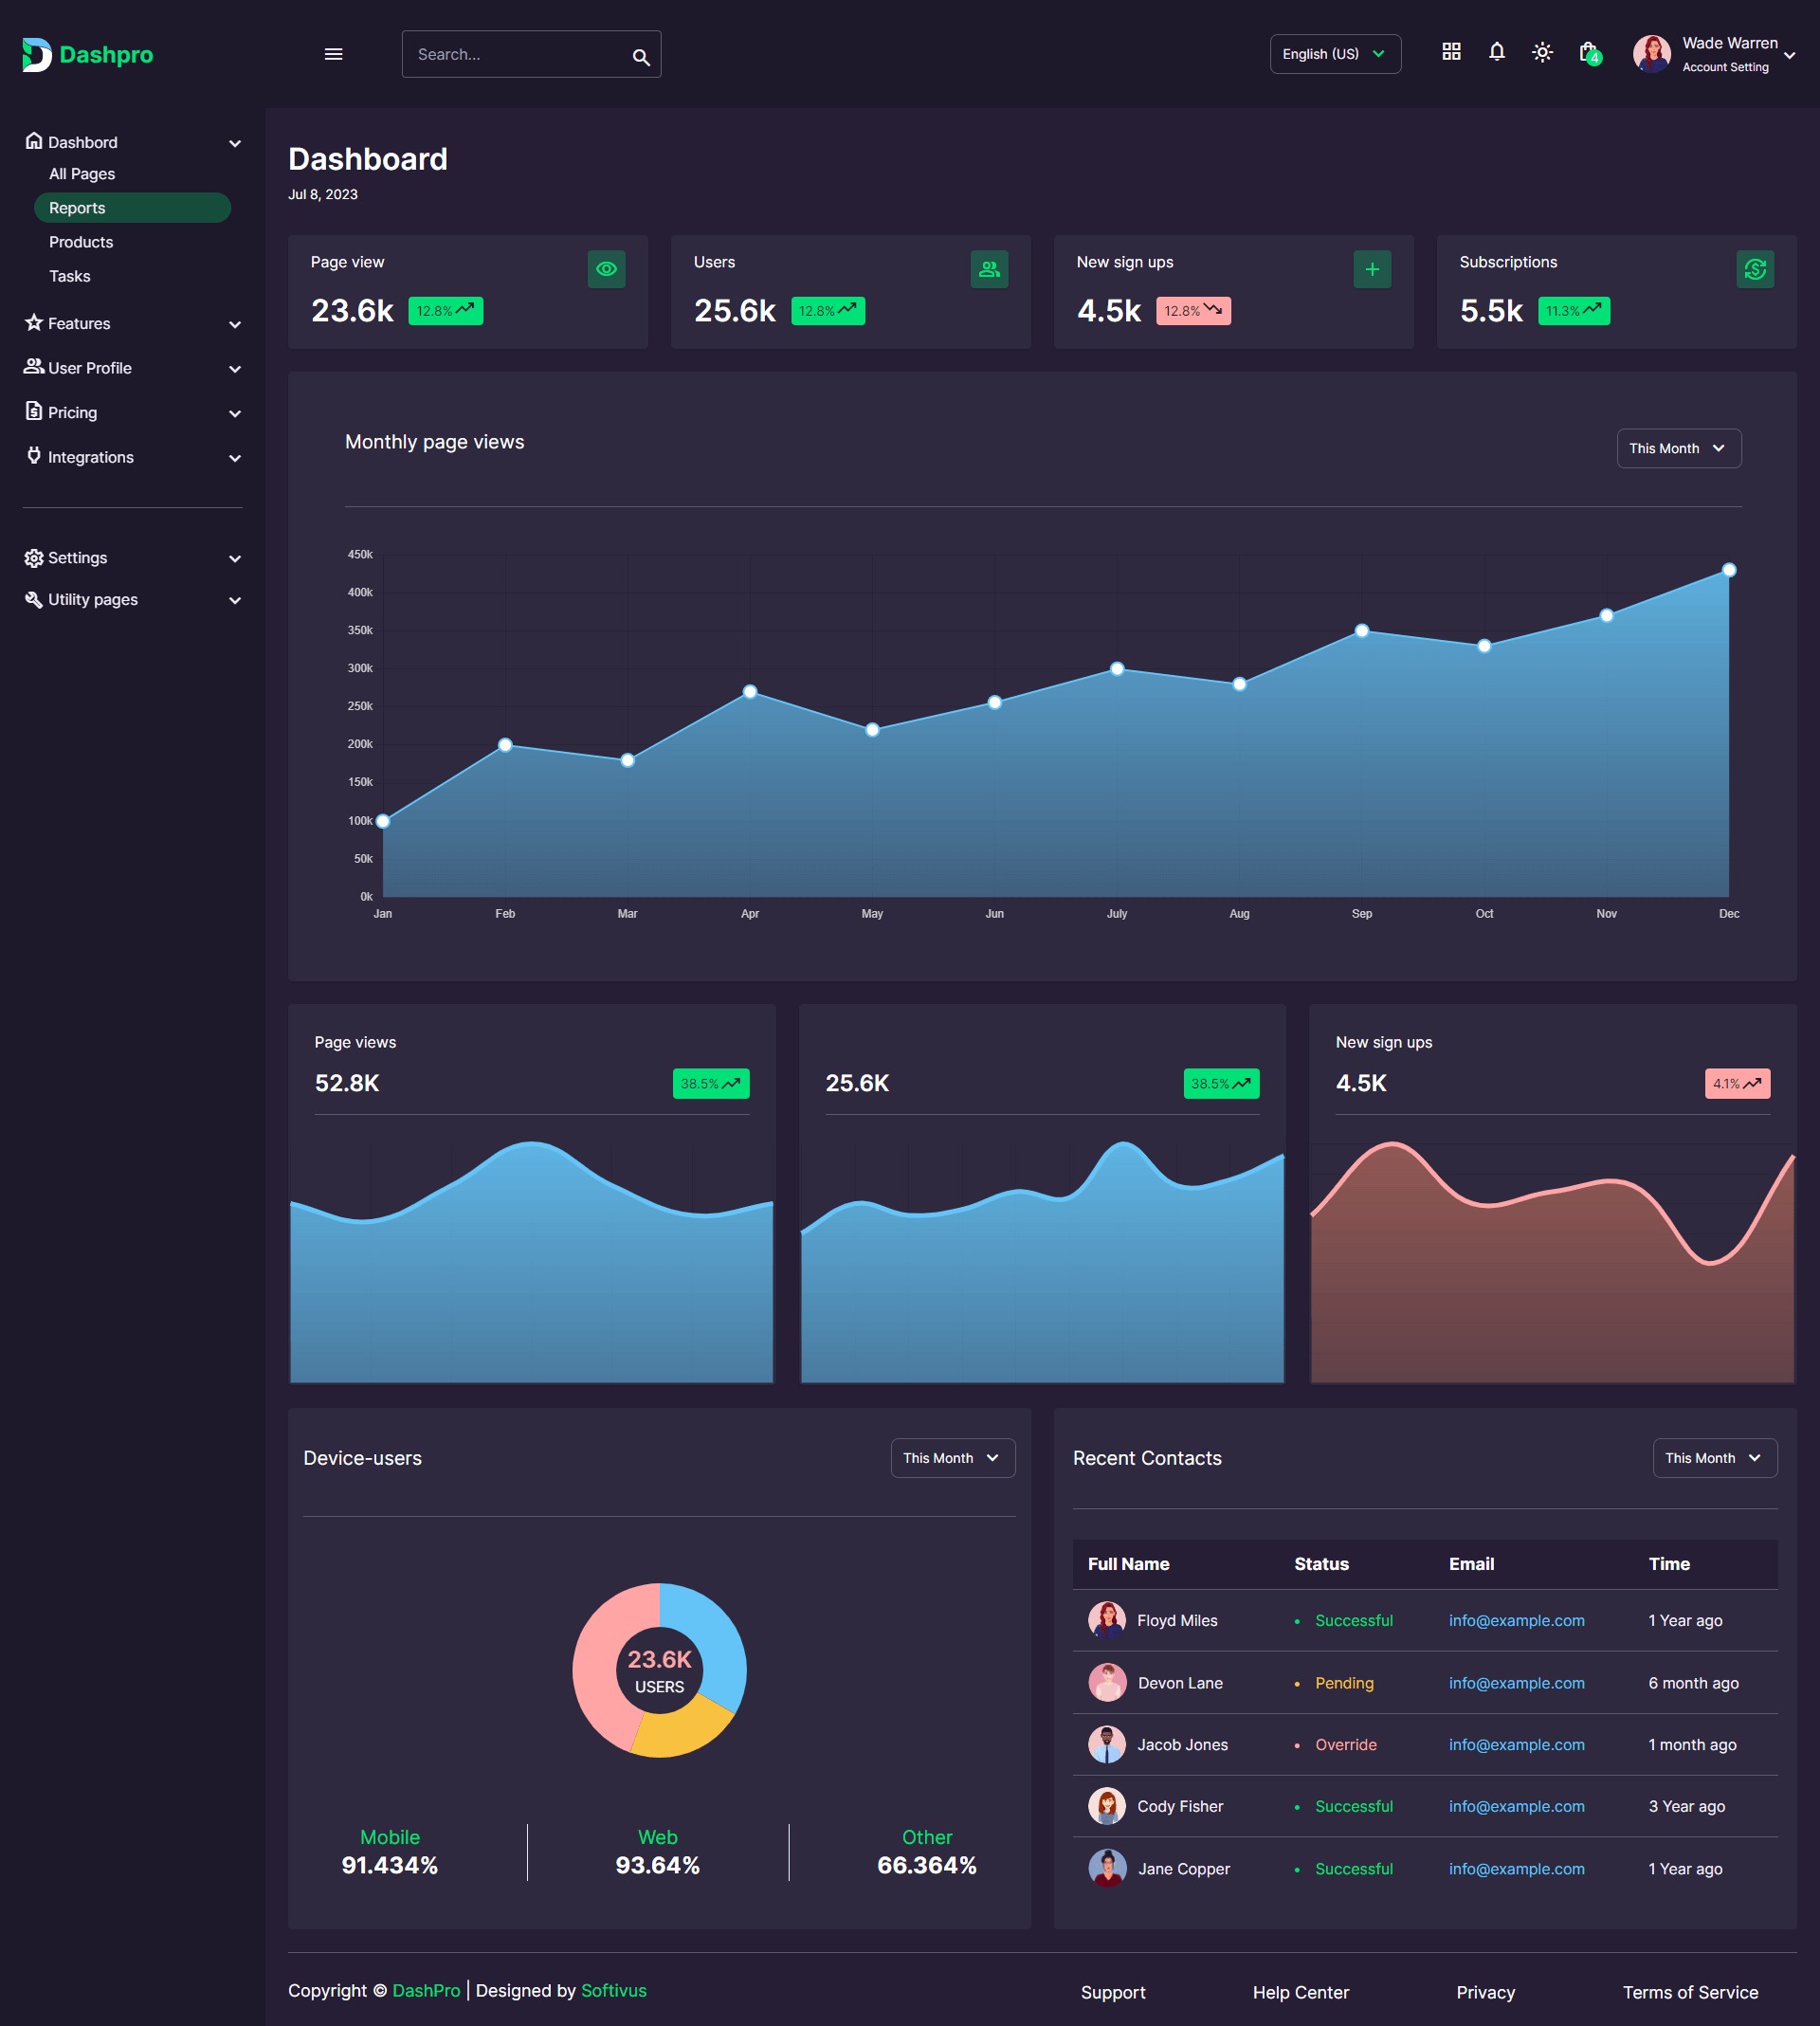 Dashpro
Search...
English (US)
4
Wade Warren
Account Setting
Dashbord
All Pages
Reports
Products
Tasks
Features
User Profile
Pricing
Integrations
Settings
Utility pages
Dashboard
Jul 8, 2023
Page view
23.6k 12.8%
Users
25.6k 12.8%
New sign ups
4.5k 12.8%
Subscriptions
5.5k 11.3%
Monthly page views
This Month
450k
400k
350k
300k
250k
200k
150k
100k
50k
0k
Jan Feb Mar Apr May Jun July Aug Sep Oct Nov Dec
Page views
52.8K 38.5%
25.6K 38.5%
New sign ups
4.5K 4.1%
Device-users
This Month
23.6K
USERS
Mobile
91.434%
Web
93.64%
Other
66.364%
Recent Contacts
This Month
Full Name Status Email Time
Floyd Miles • Successful info@example.com 1 Year ago
Devon Lane • Pending info@example.com 6 month ago
Jacob Jones • Override info@example.com 1 month ago
Cody Fisher • Successful info@example.com 3 Year ago
Jane Copper • Successful info@example.com 1 Year ago
Copyright © DashPro | Designed by Softivus
Support Help Center Privacy Terms of Service